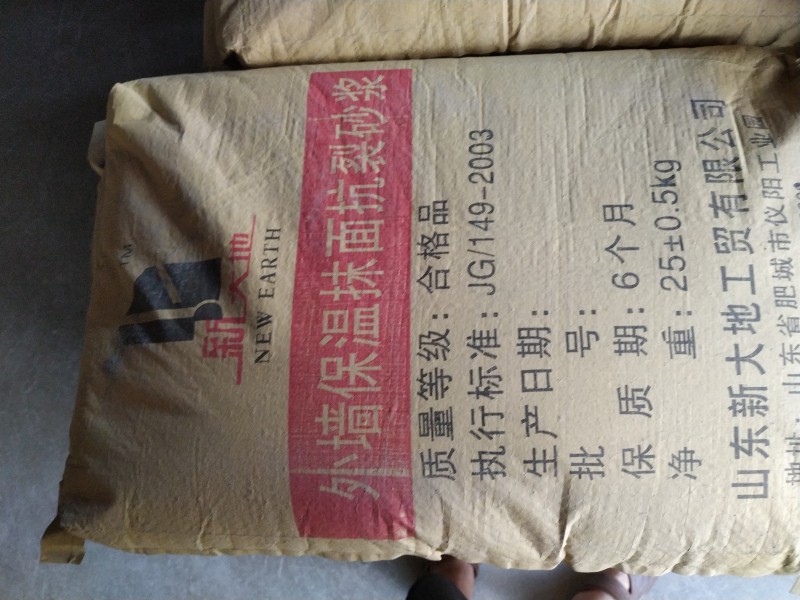 TM
新大地
NEW EARTH
外墙保温抹面抗裂砂浆
质量等级：合格品
执行标准：JG/149-2003
生产日期：
批 号：
保 质 期：6个月
净 重：25±0.5kg
山东新大地工贸有限公司
地址：山东省肥城市仪阳工业园